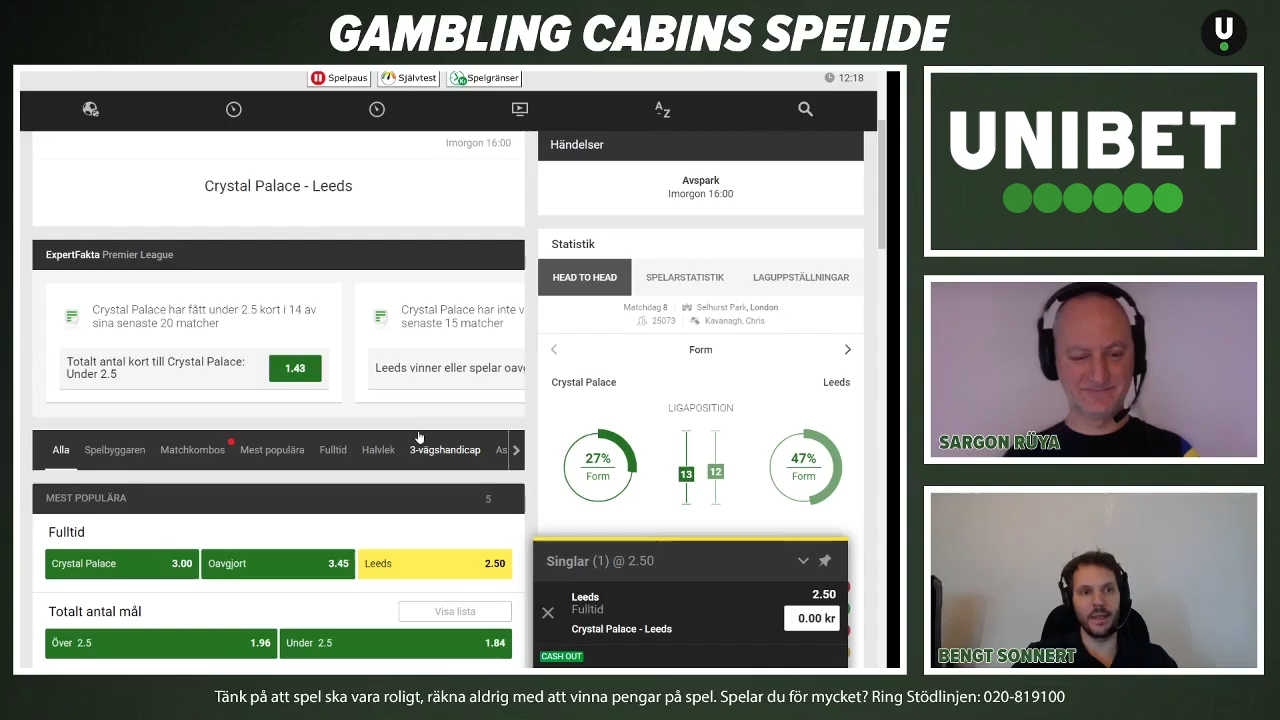 GAMBLING CABINS SPELIDE
U
Spelpaus
Självtest
Spelgränser
12:18
A-Z
Imorgon 16:00
Crystal Palace - Leeds
ExpertFakta Premier League
Crystal Palace har fått under 2.5 kort i 14 av
sina senaste 20 matcher
Totalt antal kort till Crystal Palace:
Under 2.5
1.43
Crystal Palace har inte v
senaste 15 matcher
Leeds vinner eller spelar oavg
Alla
Spelbyggaren
Matchkombos
Mest populära
Fulltid
Halvlek
3-vägshandicap
As
MEST POPULÄRA
5
Fulltid
Crystal Palace 3.00
Oavgjort 3.45
Leeds 2.50
Totalt antal mål
Visa lista
Över 2.5 1.96
Under 2.5 1.84
Händelser
Avspark
Imorgon 16:00
Statistik
HEAD TO HEAD
SPELARSTATISTIK
LAGUPPSTÄLLNINGAR
Matchdag 8
Selhurst Park, London
25073
Kavanagh, Chris
Form
Crystal Palace
Leeds
LIGAPOSITION
27%
Form
13
12
47%
Form
Singlar (1) @ 2.50
Leeds
2.50
Fulltid
0.00 kr
Crystal Palace - Leeds
CASH OUT
UNIBET
SARGON RÜYA
BENGT SONNERT
Tänk på att spel ska vara roligt, räkna aldrig med att vinna pengar på spel. Spelar du för mycket? Ring Stödlinjen: 020-819100